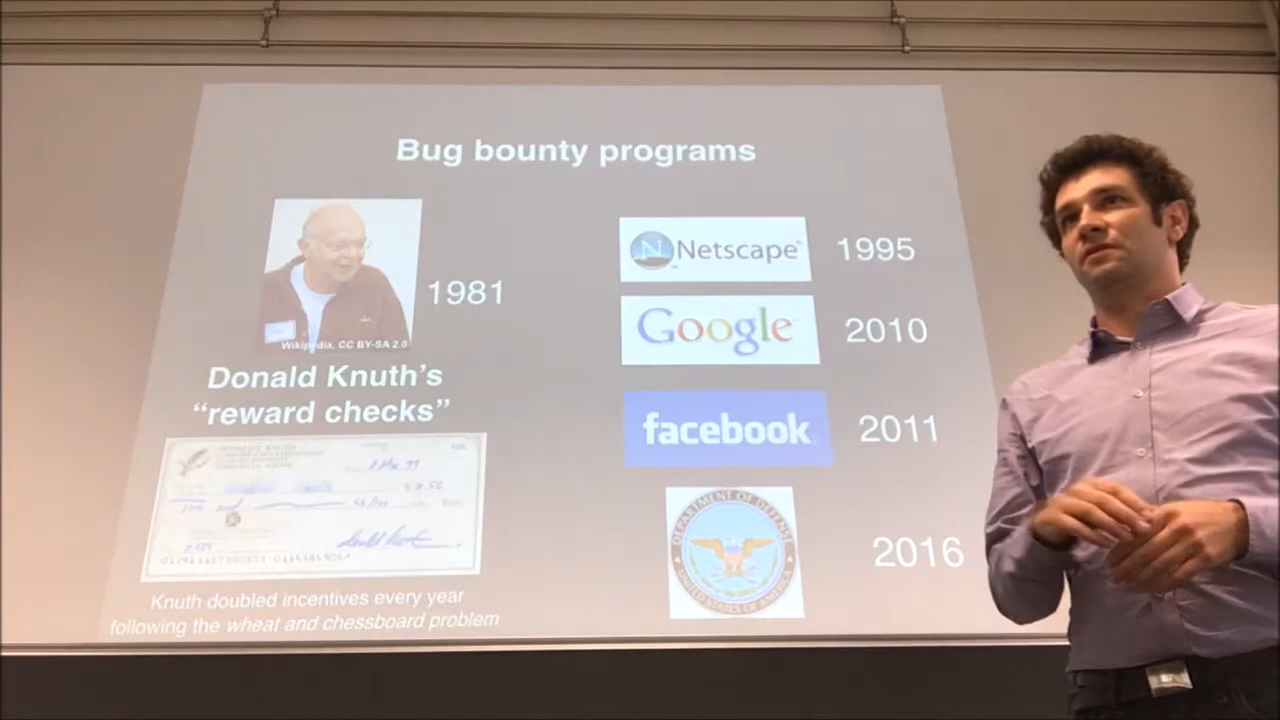 Bug bounty programs
Wikipedia, CC BY-SA 2.0
1981
Donald Knuth's
“reward checks”
Knuth doubled incentives every year
following the wheat and chessboard problem
Netscape
1995
Google
2010
facebook
2011
DEPARTMENT OF DEFENSE
UNITED STATES OF AMERICA
2016